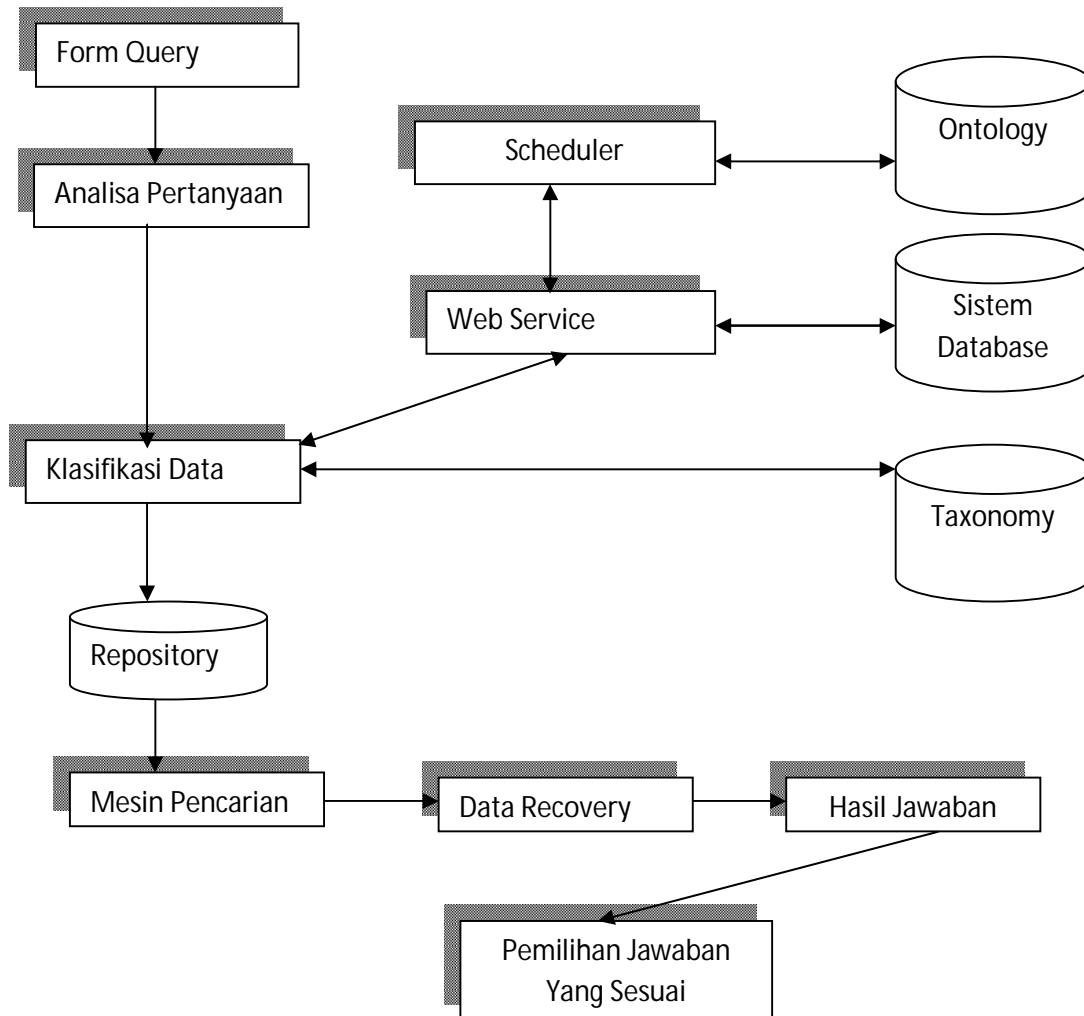 Form Query
Analisa Pertanyaan
Scheduler
Ontology
Web Service
Sistem
Database
Klasifikasi Data
Taxonomy
Repository
Mesin Pencarian
Data Recovery
Hasil Jawaban
Pemilihan Jawaban
Yang Sesuai